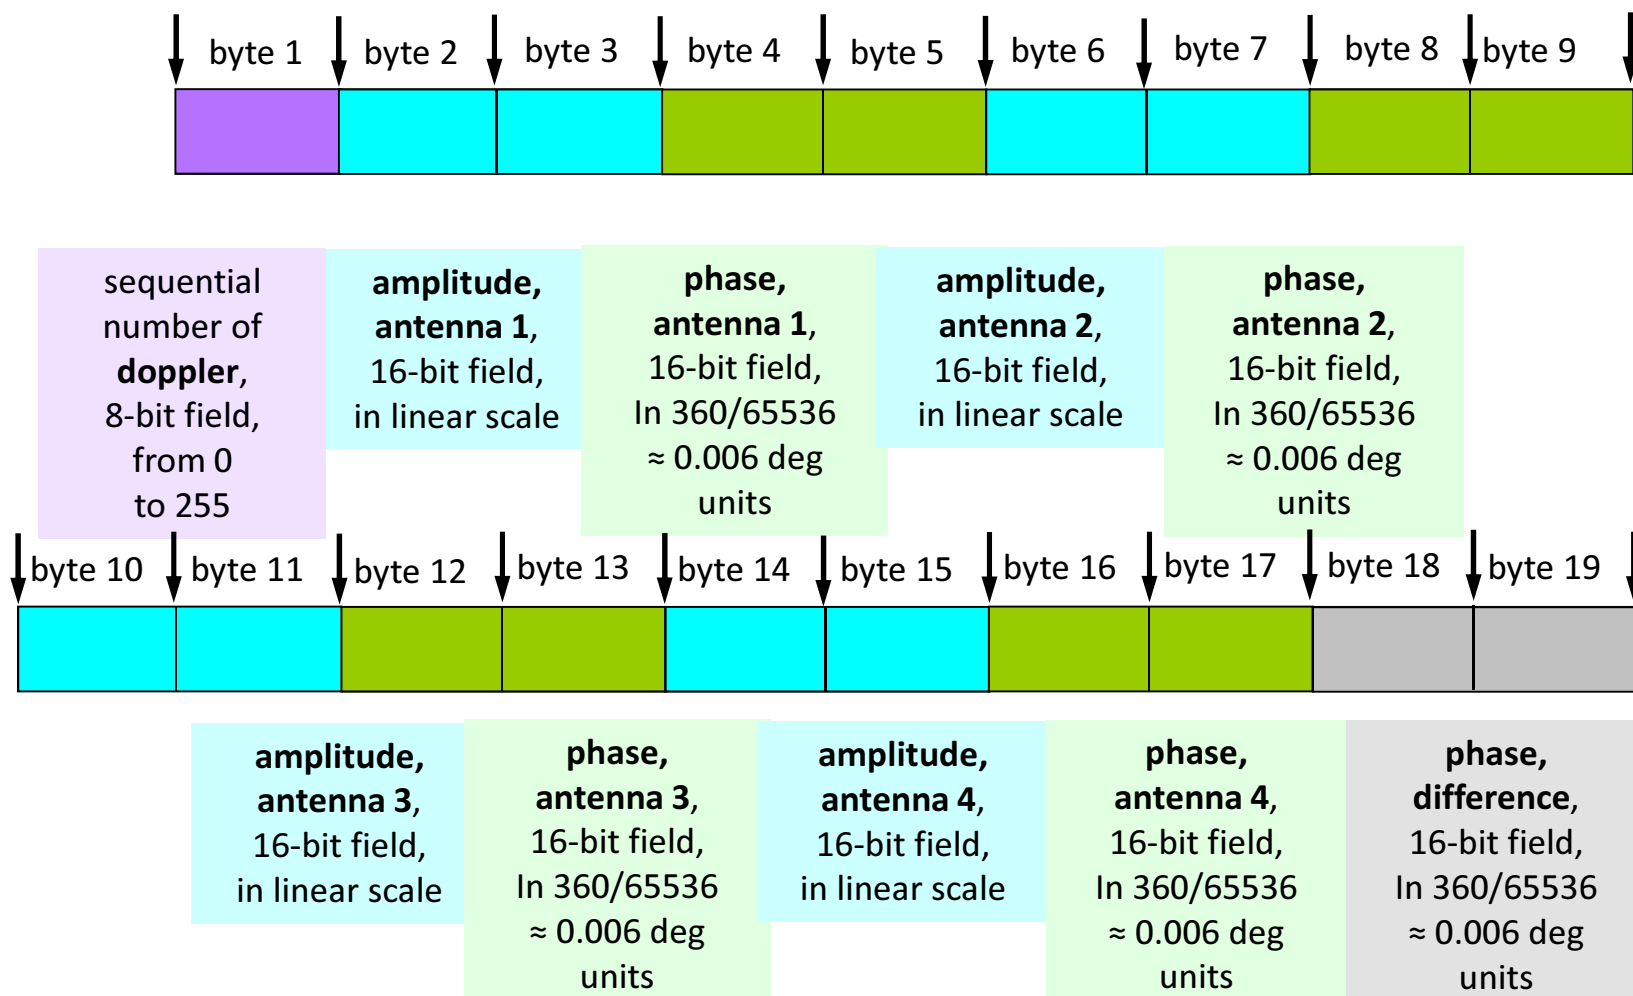 byte 1 byte 2 byte 3 byte 4 byte 5 byte 6 byte 7 byte 8 byte 9
sequential
number of
doppler,
8-bit field,
from 0
to 255
amplitude,
antenna 1,
16-bit field,
in linear scale
phase,
antenna 1,
16-bit field,
In 360/65536
≈ 0.006 deg
units
amplitude,
antenna 2,
16-bit field,
in linear scale
phase,
antenna 2,
16-bit field,
In 360/65536
≈ 0.006 deg
units
byte 10 byte 11 byte 12 byte 13 byte 14 byte 15 byte 16 byte 17 byte 18 byte 19
amplitude,
antenna 3,
16-bit field,
in linear scale
phase,
antenna 3,
16-bit field,
In 360/65536
≈ 0.006 deg
units
amplitude,
antenna 4,
16-bit field,
in linear scale
phase,
antenna 4,
16-bit field,
In 360/65536
≈ 0.006 deg
units
phase,
difference,
16-bit field,
In 360/65536
≈ 0.006 deg
units